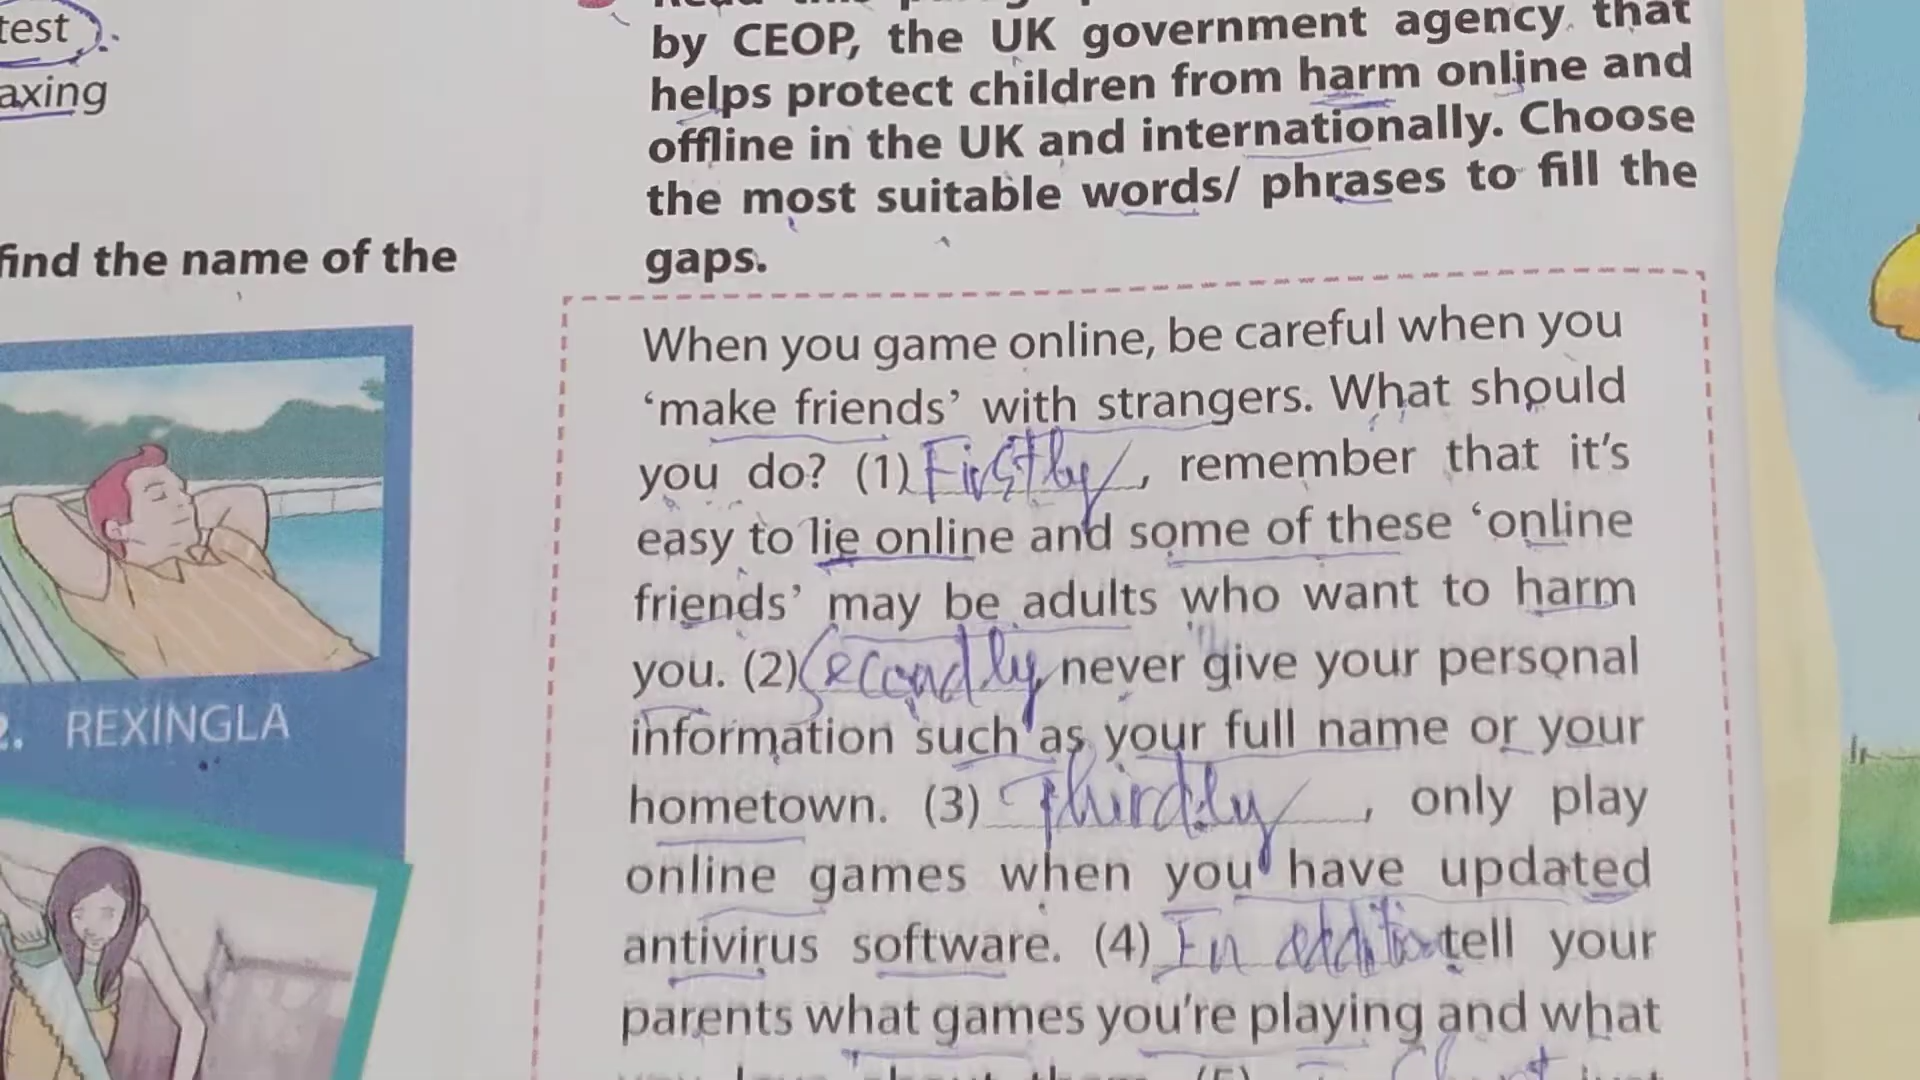 test
axing
find the name of the
2. REXINGLA
by CEOP, the UK government agency that
helps protect children from harm online and
offline in the UK and internationally. Choose
the most suitable words/ phrases to fill the
gaps.
When you game online, be careful when you
‘make friends’ with strangers. What should
you do? (1) Firstly, remember that it’s
easy to lie online and some of these ‘online
friends’ may be adults who want to harm
you. (2) Secondly, never give your personal
information such as your full name or your
hometown. (3) Thirdly, only play
online games when you have updated
antivirus software. (4) In additio tell your
parents what games you’re playing and what